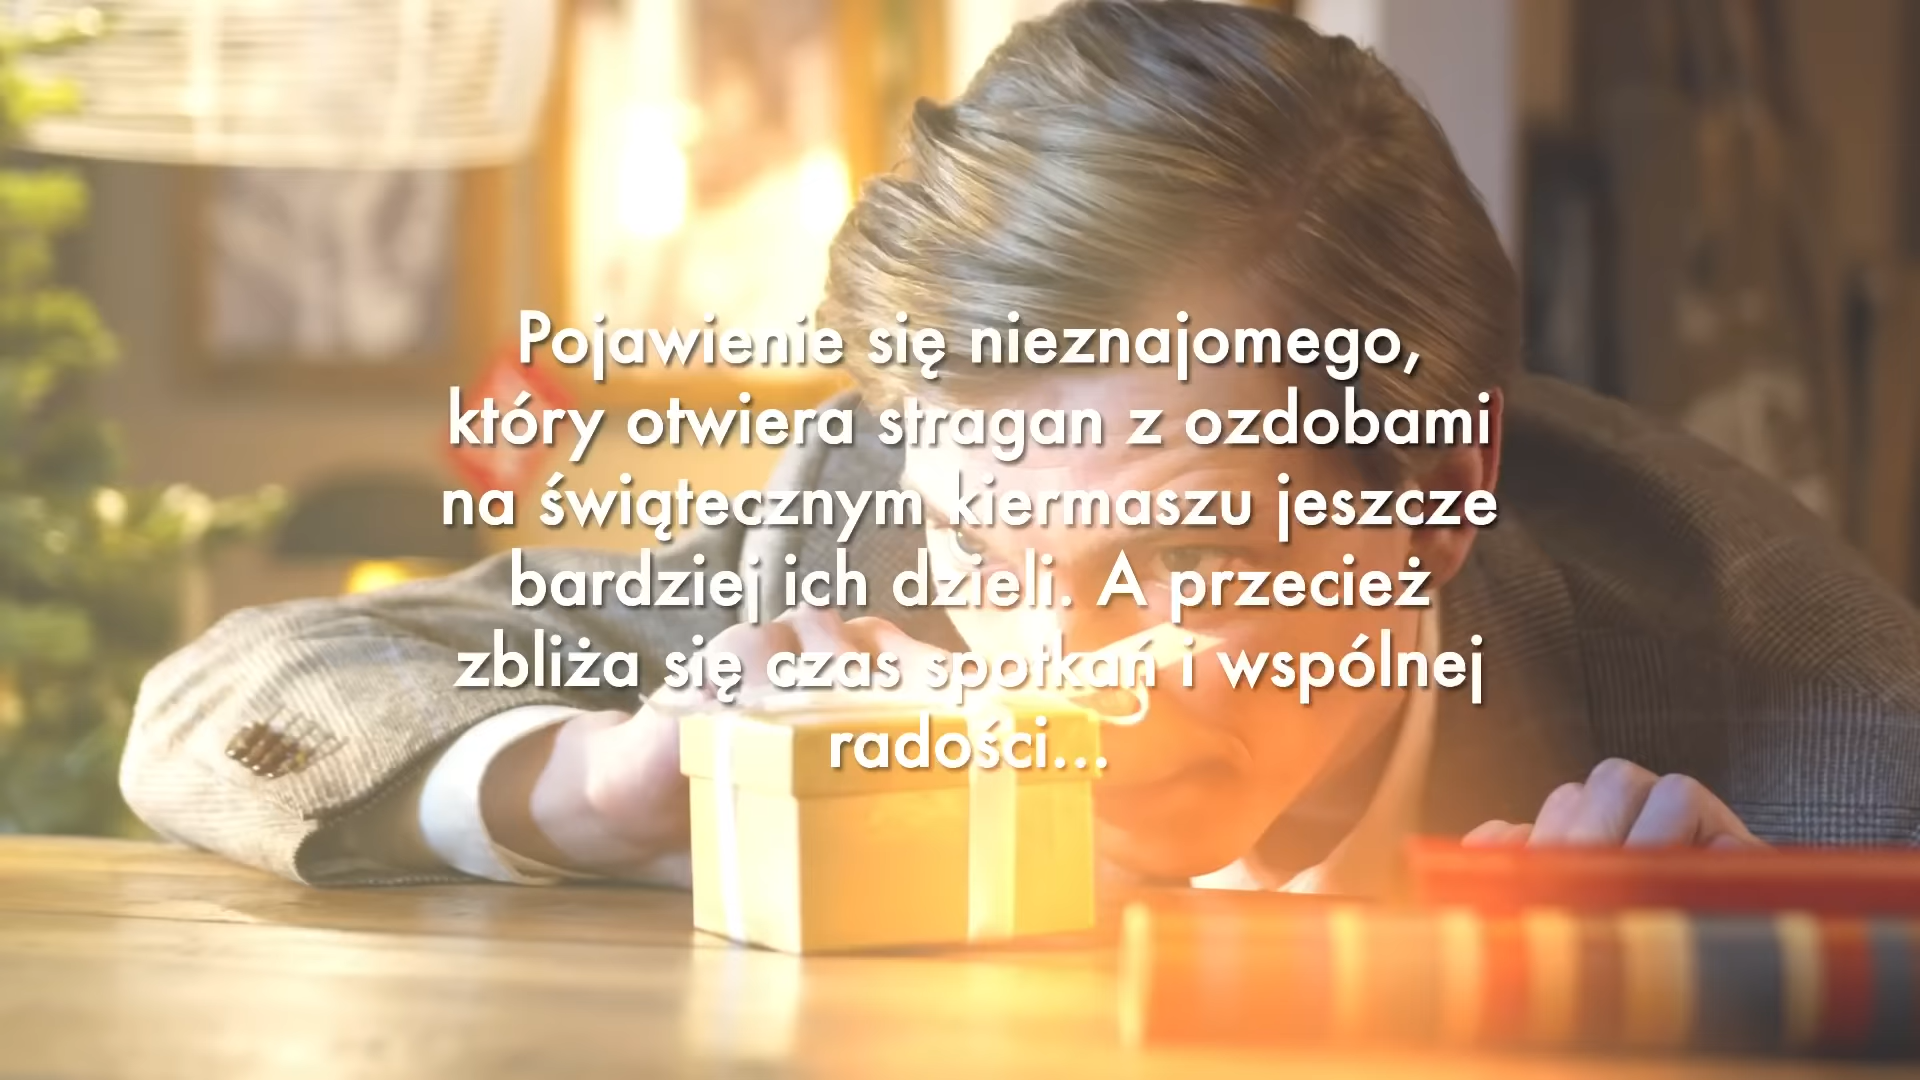 Pojawienie się nieznajomego,
który otwiera stragan z ozdobami
na świątecznym kiermaszu jeszcze
bardziej ich dzieli. A przecież
zbliża się czas spotkań i wspólnej
radości...